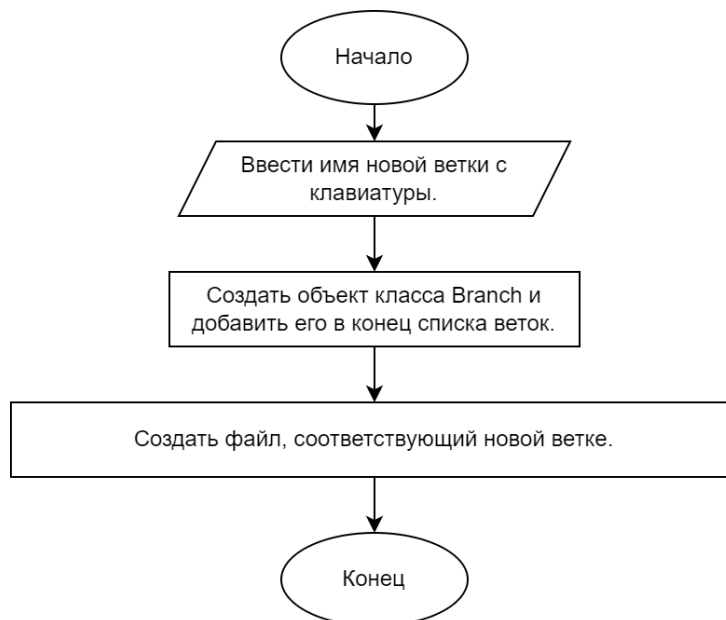 Начало
Ввести имя новой ветки с
клавиатуры.
Создать объект класса Branch и
добавить его в конец списка веток.
Создать файл, соответствующий новой ветке.
Конец